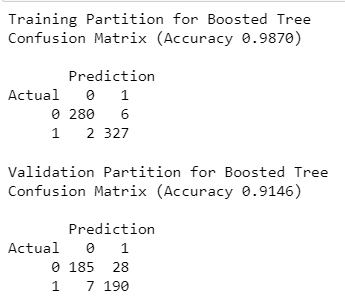 Training Partition for Boosted Tree
Confusion Matrix (Accuracy 0.9870)
Prediction
Actual 0 1
0 280 6
1 2 327
Validation Partition for Boosted Tree
Confusion Matrix (Accuracy 0.9146)
Prediction
Actual 0 1
0 185 28
1 7 190